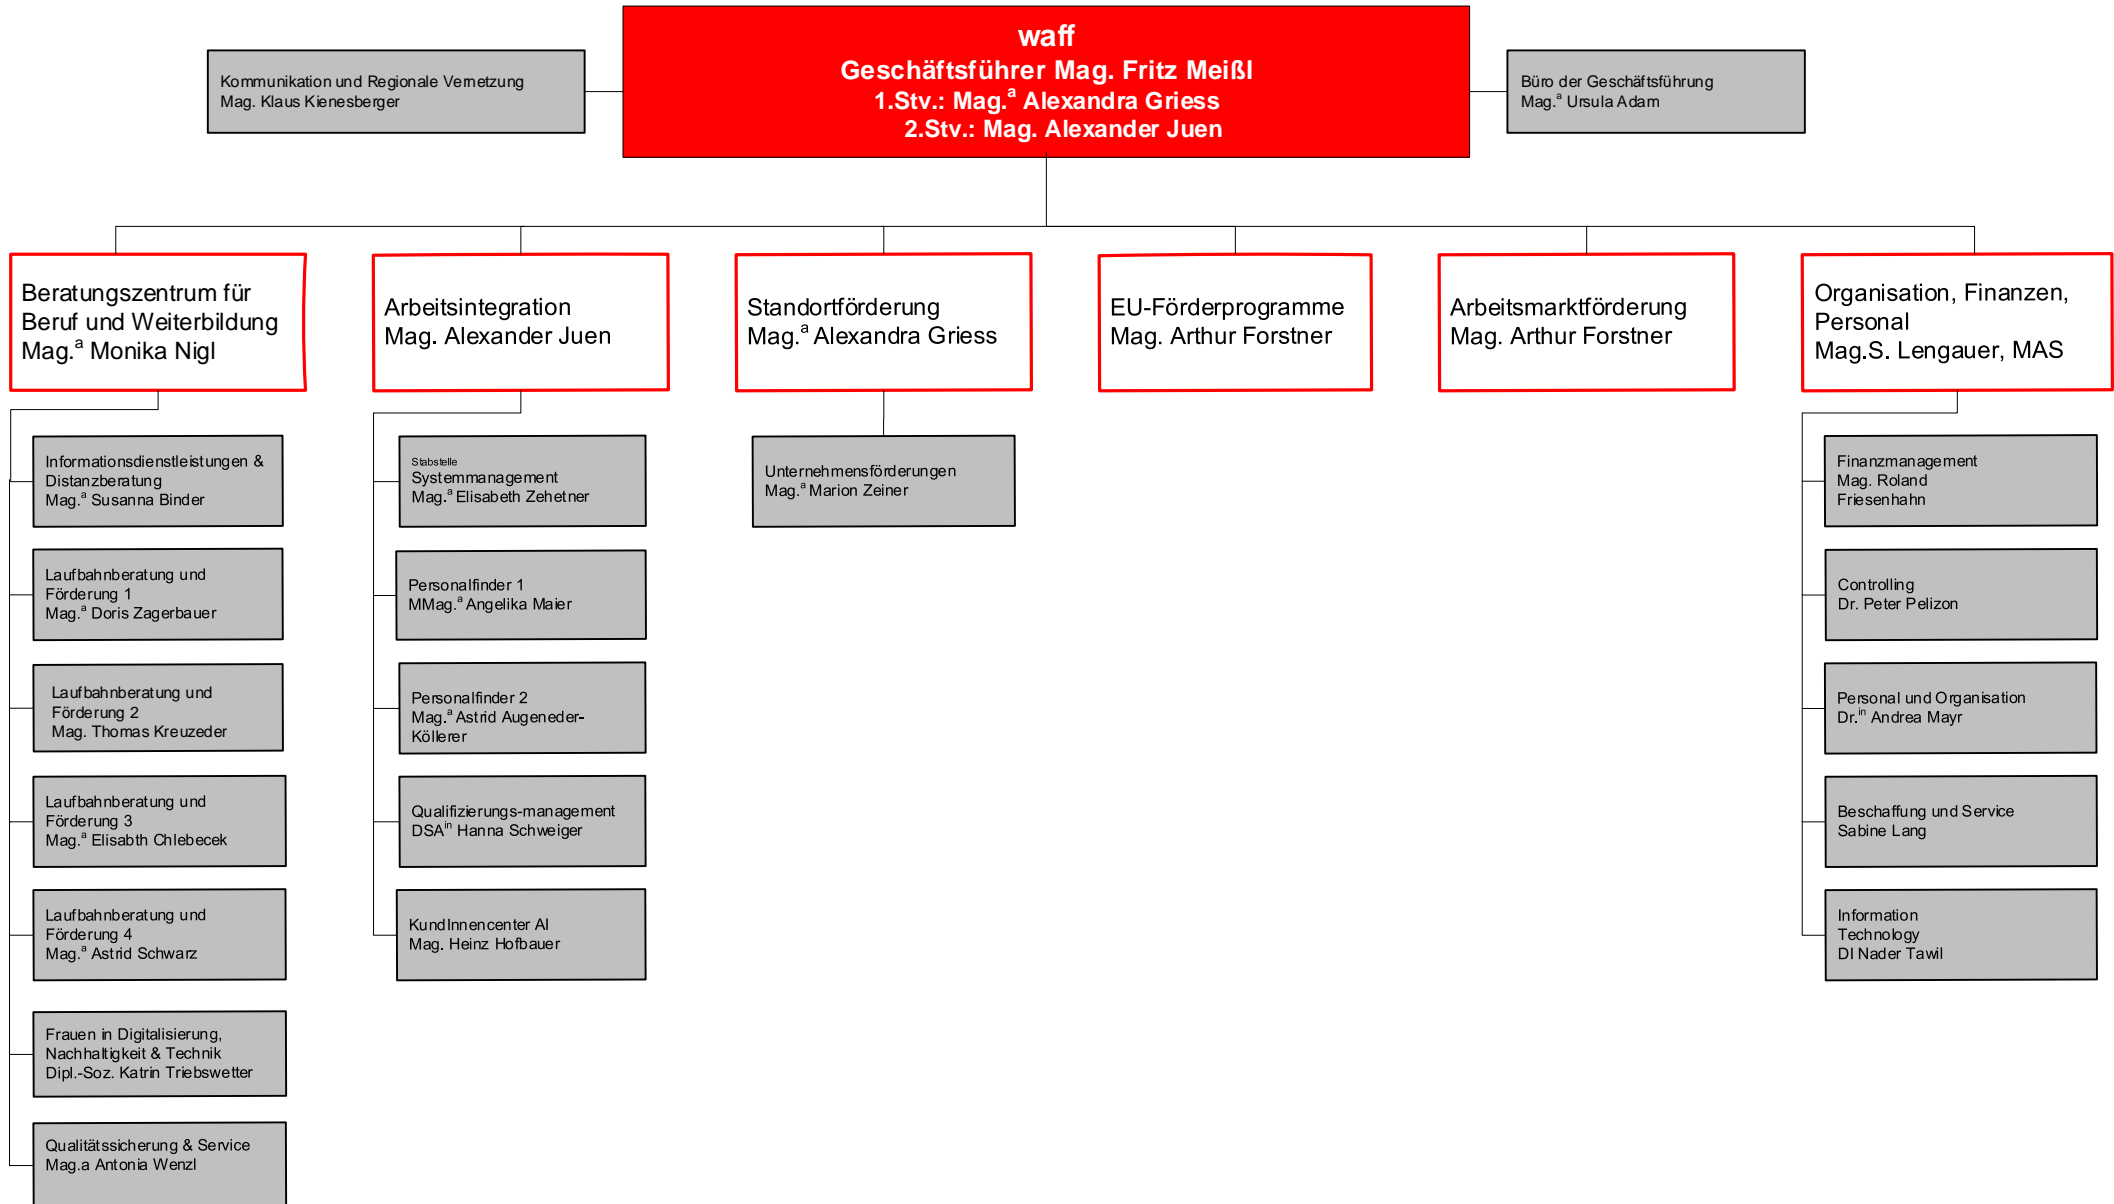 waff
Geschäftsführer Mag. Fritz Meißl
1.Stv.: Mag.ª Alexandra Griess
2.Stv.: Mag. Alexander Juen
Kommunikation und Regionale Vernetzung
Mag. Klaus Kienesberger
Büro der Geschäftsführung
Mag.ª Ursula Adam
Beratungszentrum für
Beruf und Weiterbildung
Mag.ª Monika Nigl
Arbeitsintegration
Mag. Alexander Juen
Standortförderung
Mag.ª Alexandra Griess
EU-Förderprogramme
Mag. Arthur Forstner
Arbeitsmarktförderung
Mag. Arthur Forstner
Organisation, Finanzen,
Personal
Mag.S. Lengauer, MAS
Informationsdienstleistungen &
Distanzberatung
Mag.ª Susanna Binder
Laufbahnberatung und
Förderung 1
Mag.ª Doris Zagerbauer
Laufbahnberatung und
Förderung 2
Mag. Thomas Kreuzeder
Laufbahnberatung und
Förderung 3
Mag.ª Elisabth Chlebecek
Laufbahnberatung und
Förderung 4
Mag.ª Astrid Schwarz
Frauen in Digitalisierung,
Nachhaltigkeit & Technik
Dipl.-Soz. Katrin Triebswetter
Qualitätssicherung & Service
Mag.a Antonia Wenzl
Stabstelle
Systemmanagement
Mag.ª Elisabeth Zehetner
Personalfinder 1
MMag.ª Angelika Maier
Personalfinder 2
Mag.ª Astrid Augeneder-
Köllerer
Qualifizierungs-management
DSAⁱⁿ Hanna Schweiger
KundInnencenter AI
Mag. Heinz Hofbauer
Unternehmensförderungen
Mag.ª Marion Zeiner
Finanzmanagement
Mag. Roland
Friesenhahn
Controlling
Dr. Peter Pelizon
Personal und Organisation
Dr.ⁱⁿ Andrea Mayr
Beschaffung und Service
Sabine Lang
Information
Technology
DI Nader Tawil